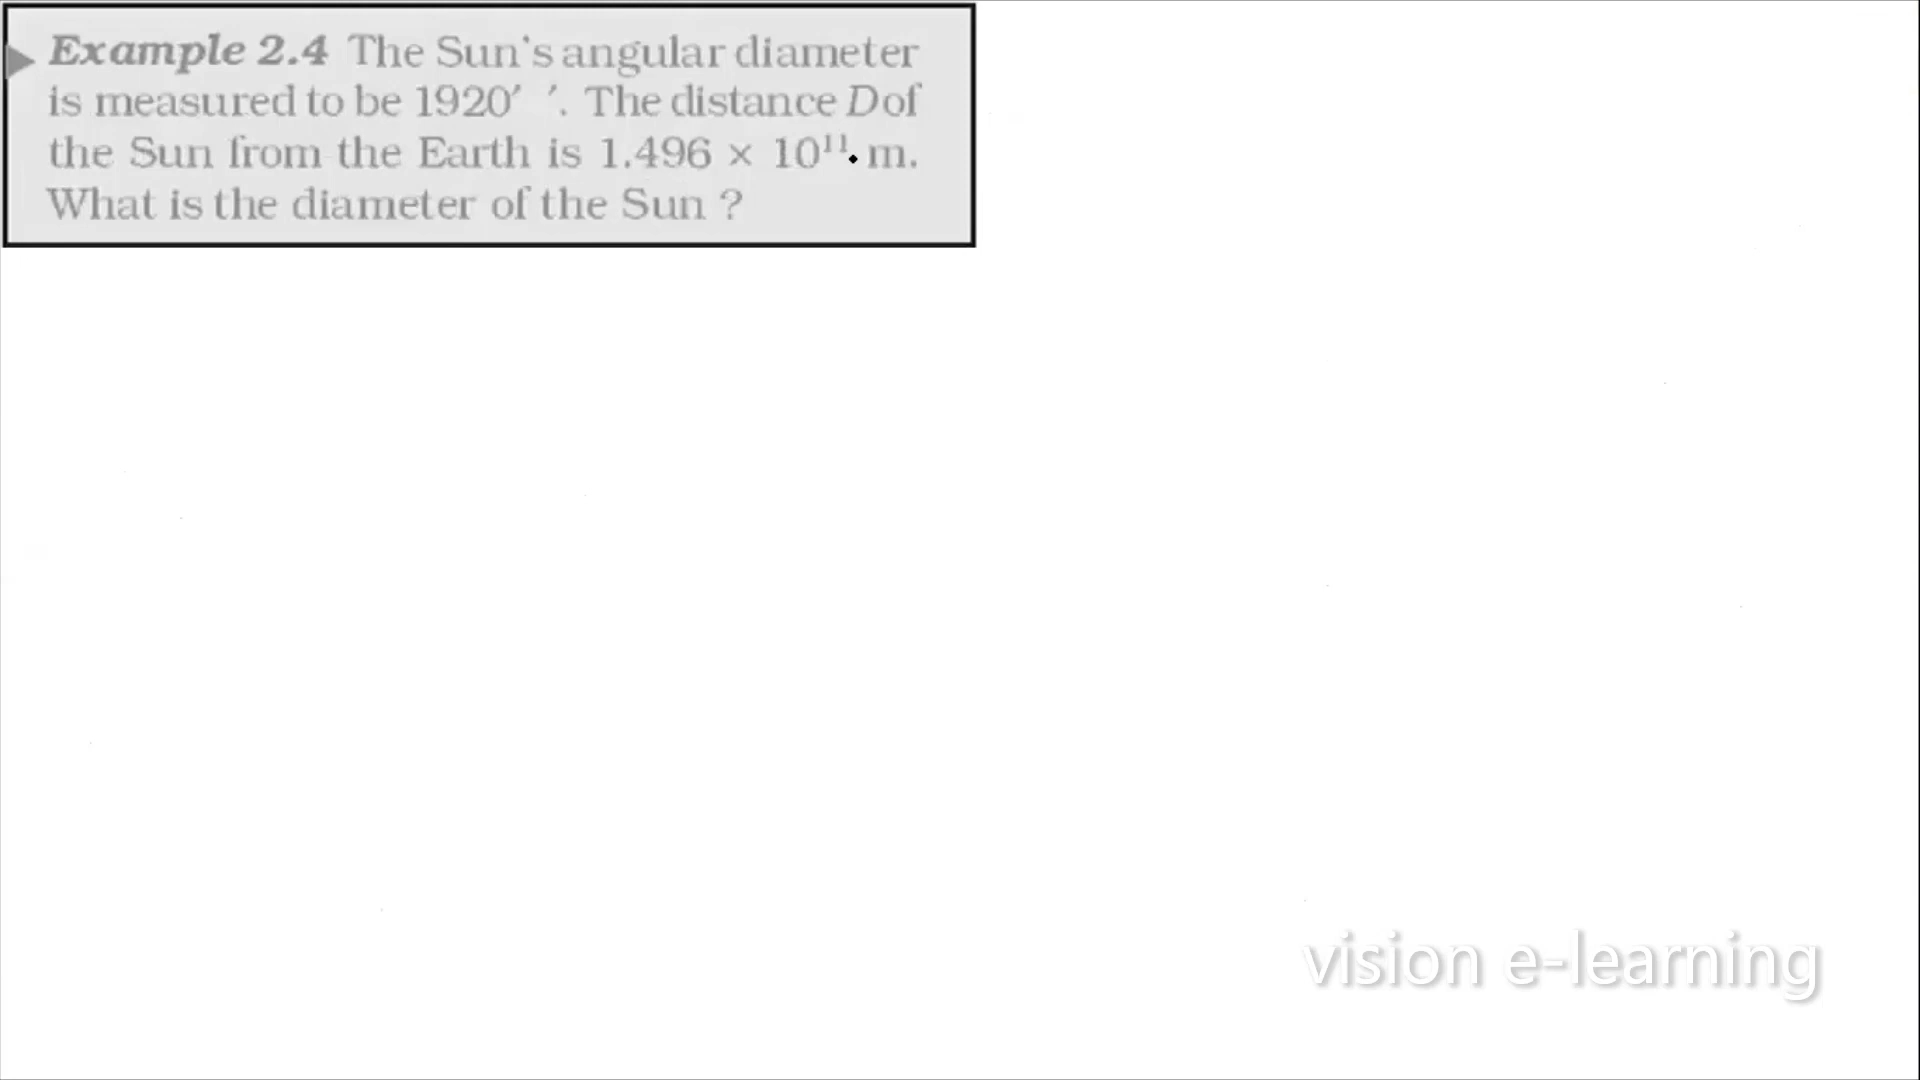 Example 2.4 The Sun's angular diameter
is measured to be 1920′ ′. The distance D of
the Sun from the Earth is 1.496 × 10¹¹ m.
What is the diameter of the Sun ?
vision e-learning